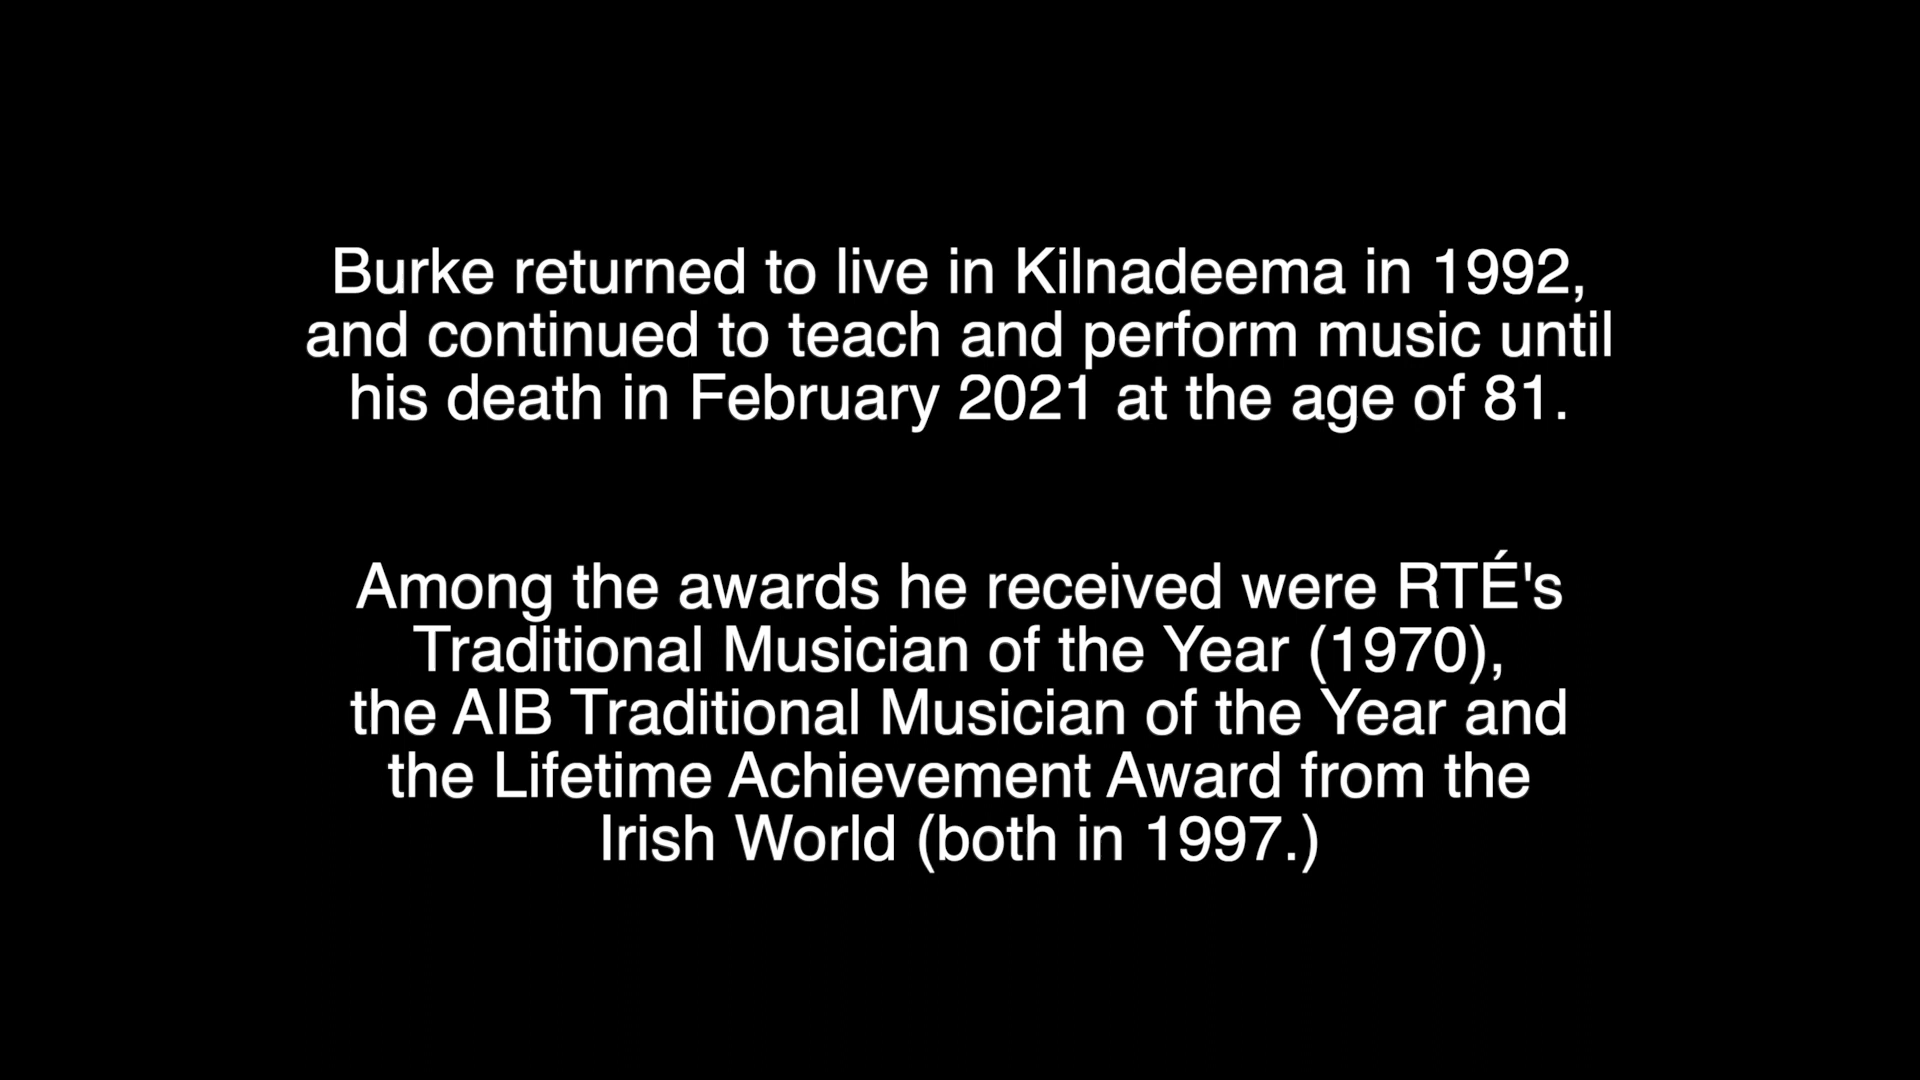 Burke returned to live in Kilnadeema in 1992,
and continued to teach and perform music until
his death in February 2021 at the age of 81.
Among the awards he received were RTÉ's
Traditional Musician of the Year (1970),
the AIB Traditional Musician of the Year and
the Lifetime Achievement Award from the
Irish World (both in 1997.)